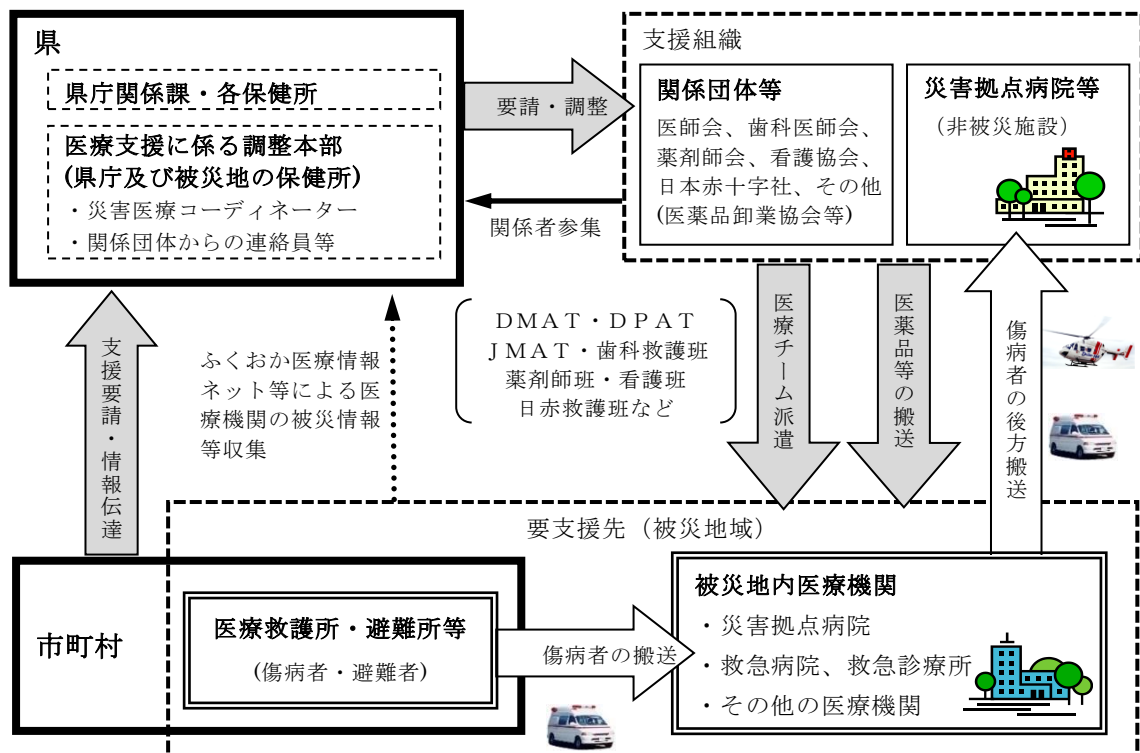 県
県庁関係課・各保健所
医療支援に係る調整本部
(県庁及び被災地の保健所)
・災害医療コーディネーター
・関係団体からの連絡員等
要請・調整
関係者参集
支援組織
関係団体等
医師会、歯科医師会、
薬剤師会、看護協会、
日本赤十字社、その他
(医薬品卸業協会等)
災害拠点病院等
(非被災施設)
H
支援要請・情報伝達
ふくおか医療情報
ネット等による医
療機関の被災情報
等収集
ＤＭＡＴ・ＤＰＡＴ
ＪＭＡＴ・歯科救護班
薬剤師班・看護班
日赤救護班など
医療チーム派遣
医薬品等の搬送
傷病者の後方搬送
要支援先（被災地域）
市町村
医療救護所・避難所等
(傷病者・避難者)
傷病者の搬送
被災地内医療機関
・災害拠点病院
・救急病院、救急診療所
・その他の医療機関